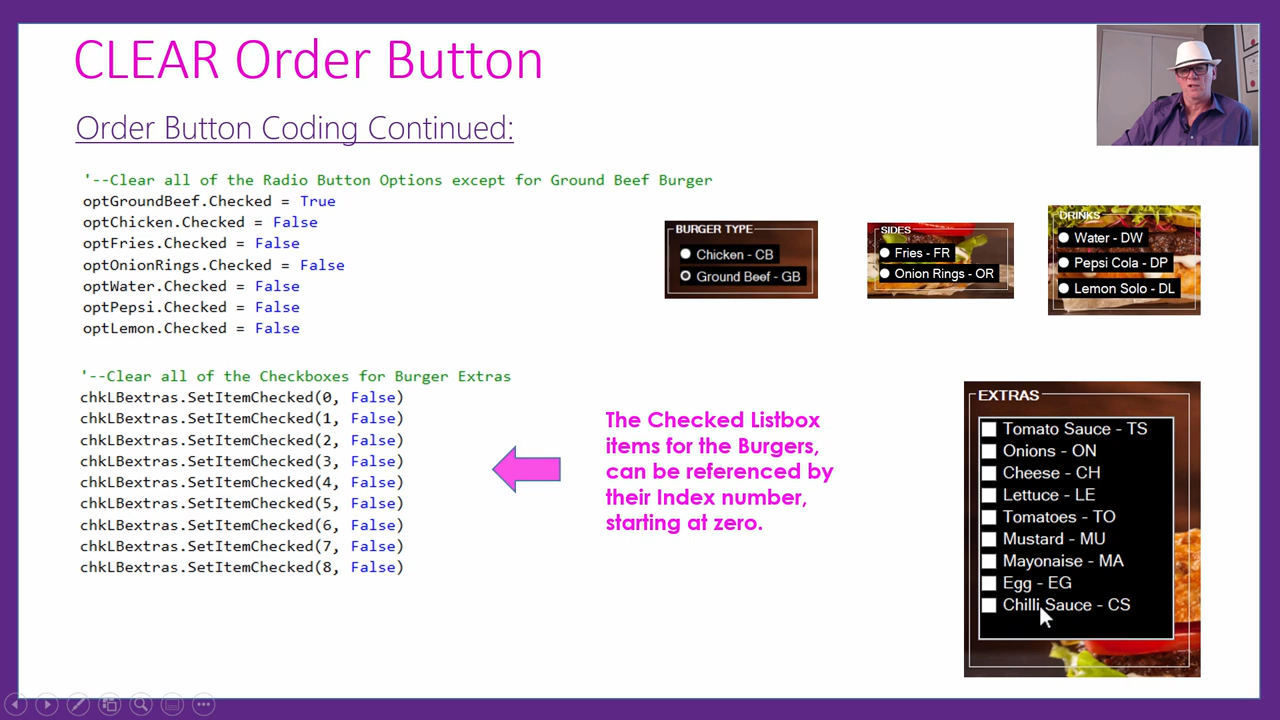 CLEAR Order Button
Order Button Coding Continued:
'--Clear all of the Radio Button Options except for Ground Beef Burger
optGroundBeef.Checked = True
optChicken.Checked = False
optFries.Checked = False
optOnionRings.Checked = False
optWater.Checked = False
optPepsi.Checked = False
optLemon.Checked = False
BURGER TYPE
Chicken - CB
Ground Beef - GB
SIDES
Fries - FR
Onion Rings - OR
DRINKS
Water - DW
Pepsi Cola - DP
Lemon Solo - DL
'--Clear all of the Checkboxes for Burger Extras
chkLBextras.SetItemChecked(0, False)
chkLBextras.SetItemChecked(1, False)
chkLBextras.SetItemChecked(2, False)
chkLBextras.SetItemChecked(3, False)
chkLBextras.SetItemChecked(4, False)
chkLBextras.SetItemChecked(5, False)
chkLBextras.SetItemChecked(6, False)
chkLBextras.SetItemChecked(7, False)
chkLBextras.SetItemChecked(8, False)
The Checked Listbox
items for the Burgers,
can be referenced by
their Index number,
starting at zero.
EXTRAS
Tomato Sauce - TS
Onions - ON
Cheese - CH
Lettuce - LE
Tomatoes - TO
Mustard - MU
Mayonaise - MA
Egg - EG
Chilli Sauce - CS